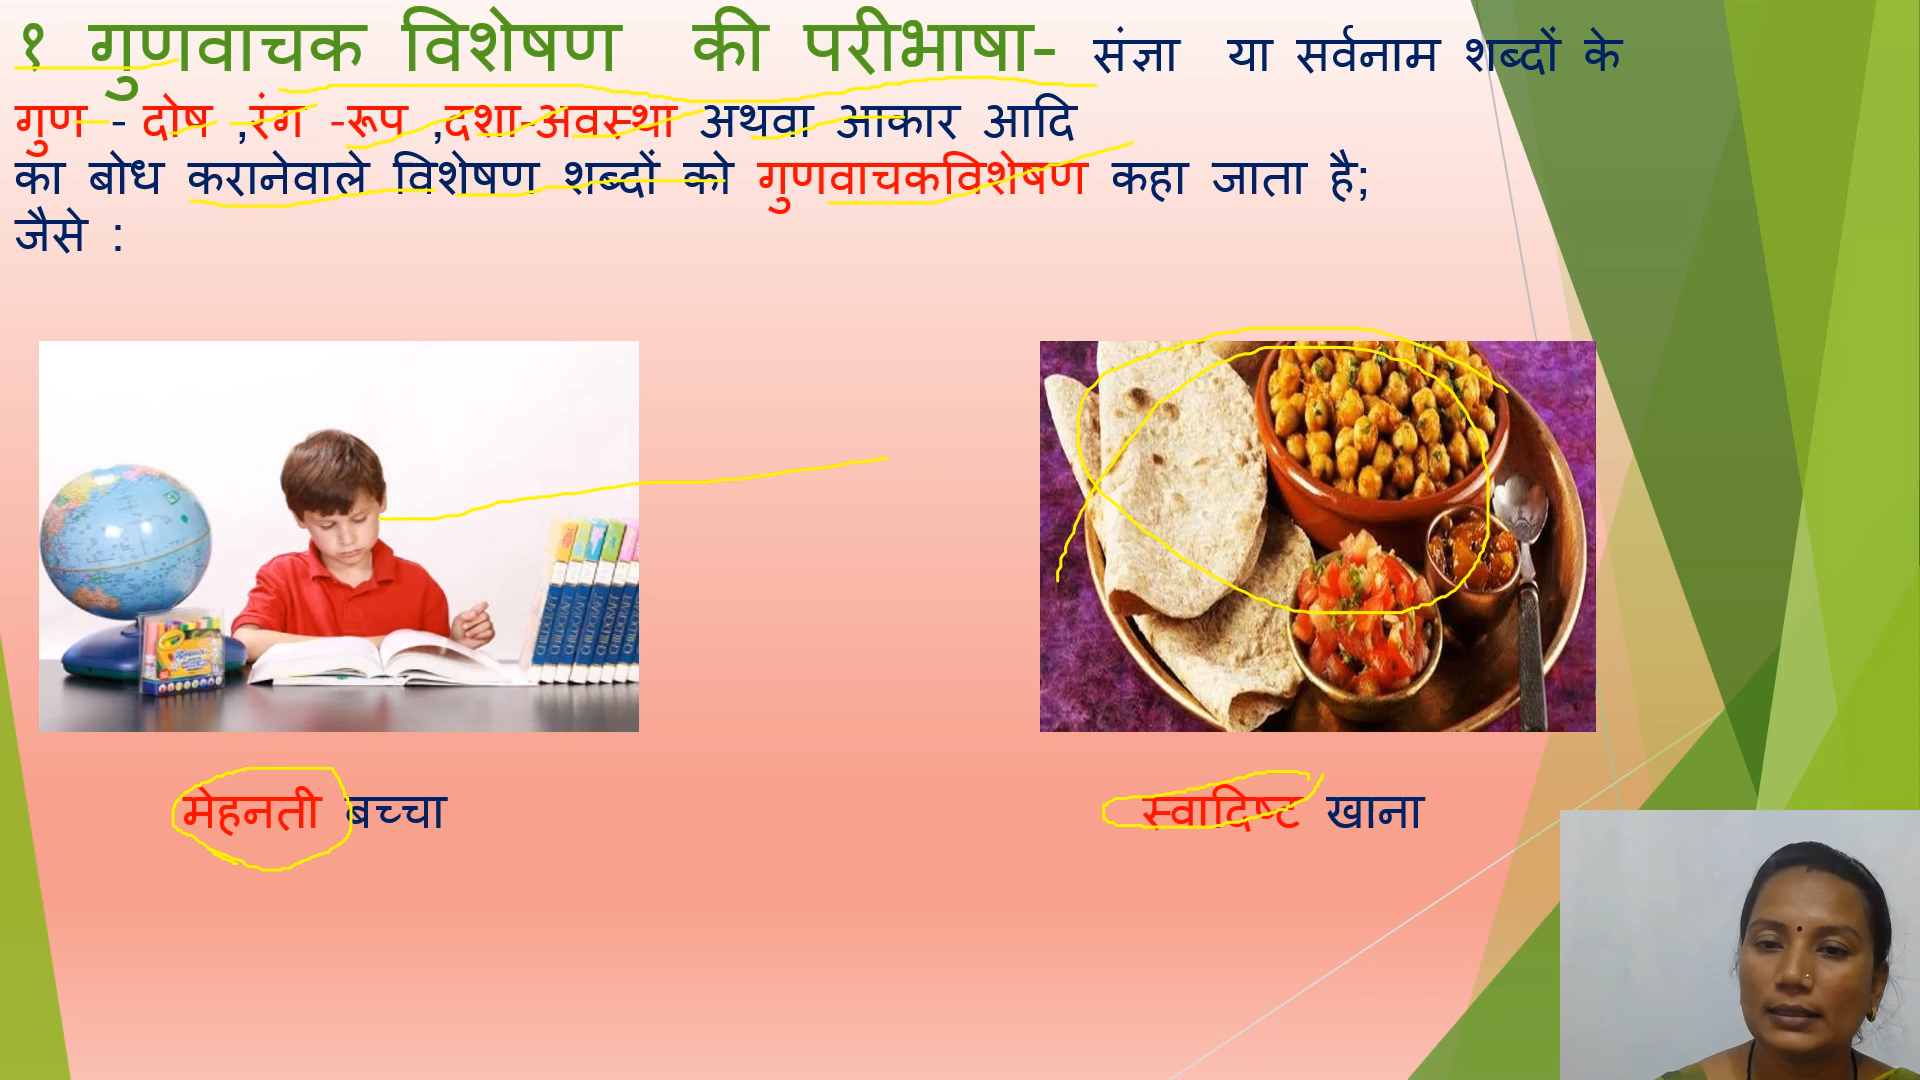 १ गुणवाचक विशेषण की परीभाषा- संज्ञा या सर्वनाम शब्दों के
गुण - दोष ,रंग -रूप ,दशा-अवस्था अथवा आकार आदि
का बोध करानेवाले विशेषण शब्दों को गुणवाचकविशेषण कहा जाता है;
जैसे :
मेहनती बच्चा
स्वादिष्ट खाना